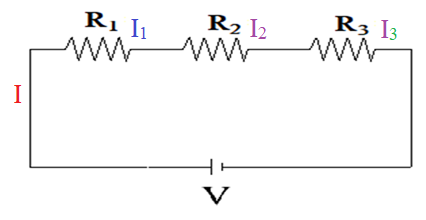 R₁ I₁ R₂ I₂ R₃ I₃
I
V